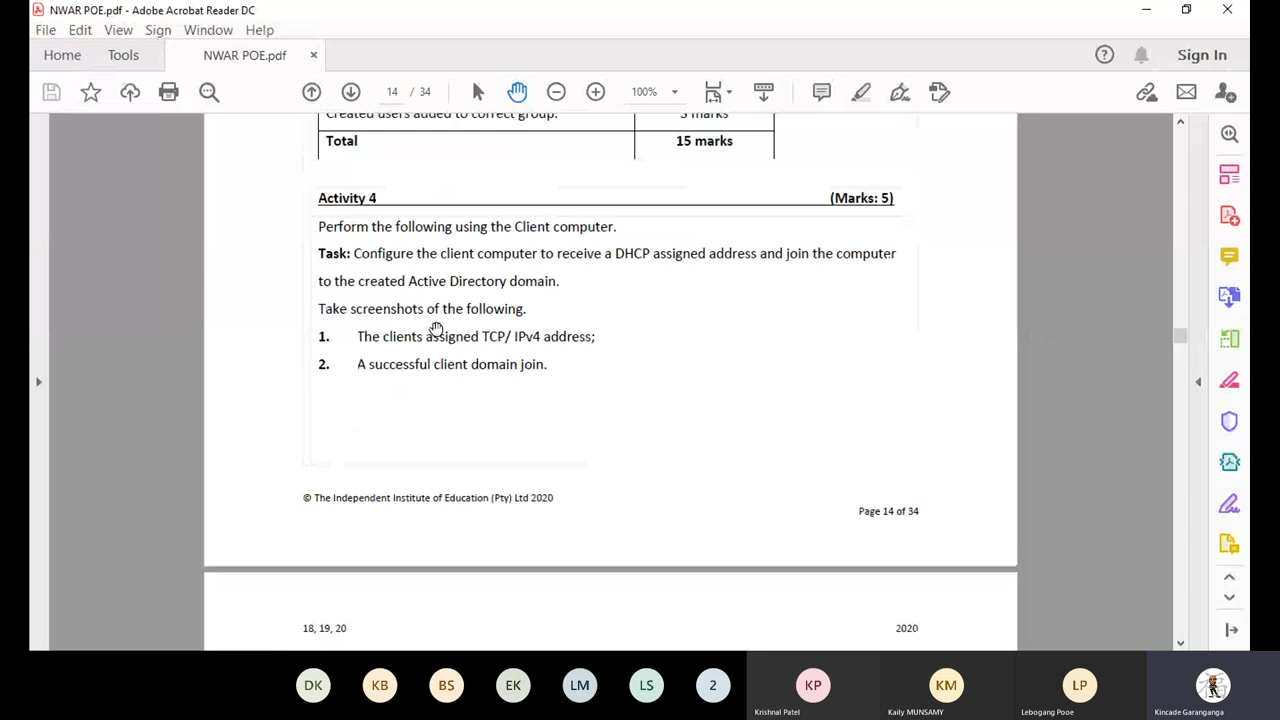 NWAR POE.pdf - Adobe Acrobat Reader DC
File Edit View Sign Window Help
Home Tools NWAR POE.pdf × Sign In
14 / 34 100%
Created users added to correct group. 5 marks
Total 15 marks
Activity 4 (Marks: 5)
Perform the following using the Client computer.
Task: Configure the client computer to receive a DHCP assigned address and join the computer
to the created Active Directory domain.
Take screenshots of the following.
1. The clients assigned TCP/ IPv4 address;
2. A successful client domain join.
© The Independent Institute of Education (Pty) Ltd 2020
Page 14 of 34
18, 19, 20 2020
DK KB BS EK LM LS 2 KP KM LP
Krishnal Patel Kaily MUNSAMY Lebogang Pooe Kincade Garanganga